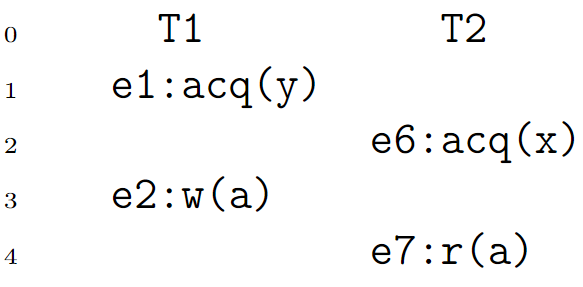 0 T1 T2
1 e1:acq(y)
2 e6:acq(x)
3 e2:w(a)
4 e7:r(a)